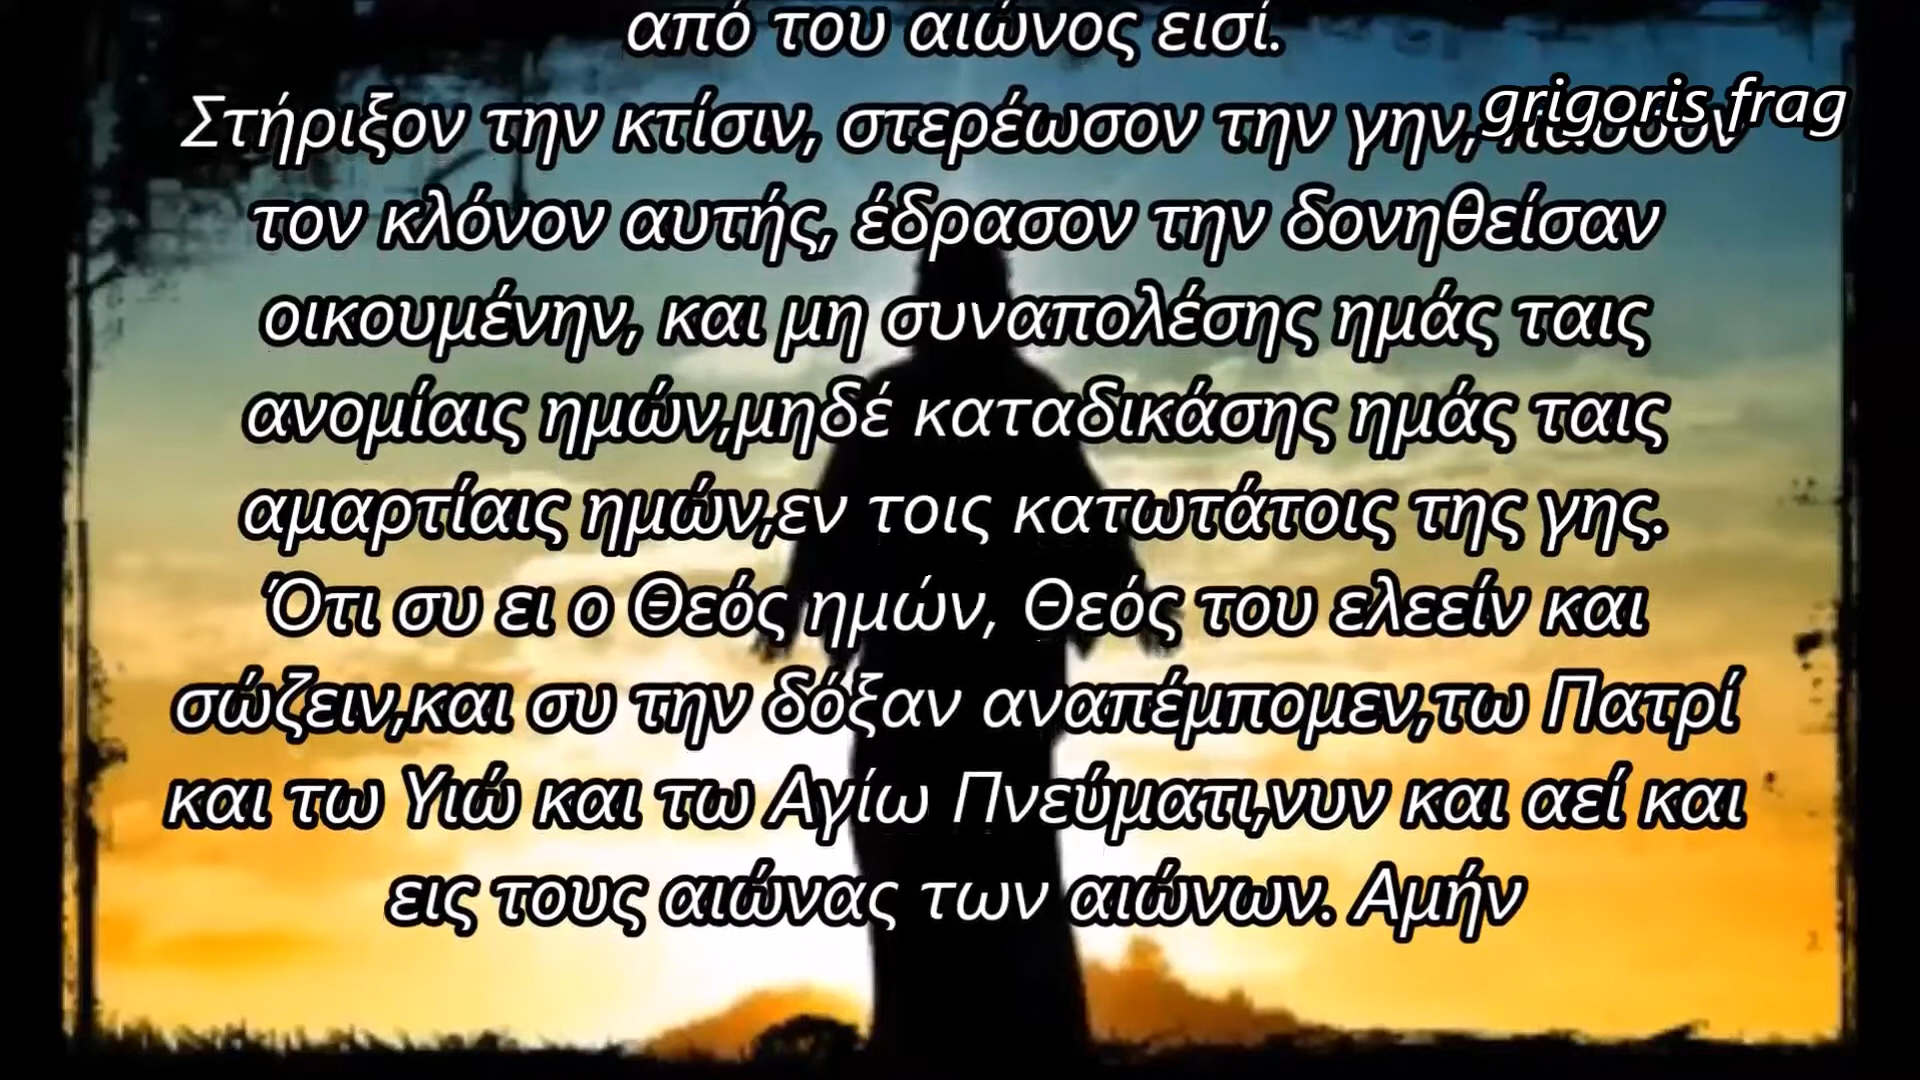 από του αιώνος εισί.
Στήριξον την κτίσιν, στερέωσον την γην,
grigoris frag
τον κλόνον αυτής, έδρασον την δονηθείσαν
οικουμένην, και μη συναπολέσης ημάς ταις
ανομίαις ημών,μηδέ καταδικάσης ημάς ταις
αμαρτίαις ημών,εν τοις κατωτάτοις της γης.
Ότι συ ει ο Θεός ημών, Θεός του ελεείν και
σώζειν,και συ την δόξαν αναπέμπομεν,τω Πατρί
και τω Υιώ και τω Αγίω Πνεύματι,νυν και αεί και
εις τους αιώνας των αιώνων. Αμήν